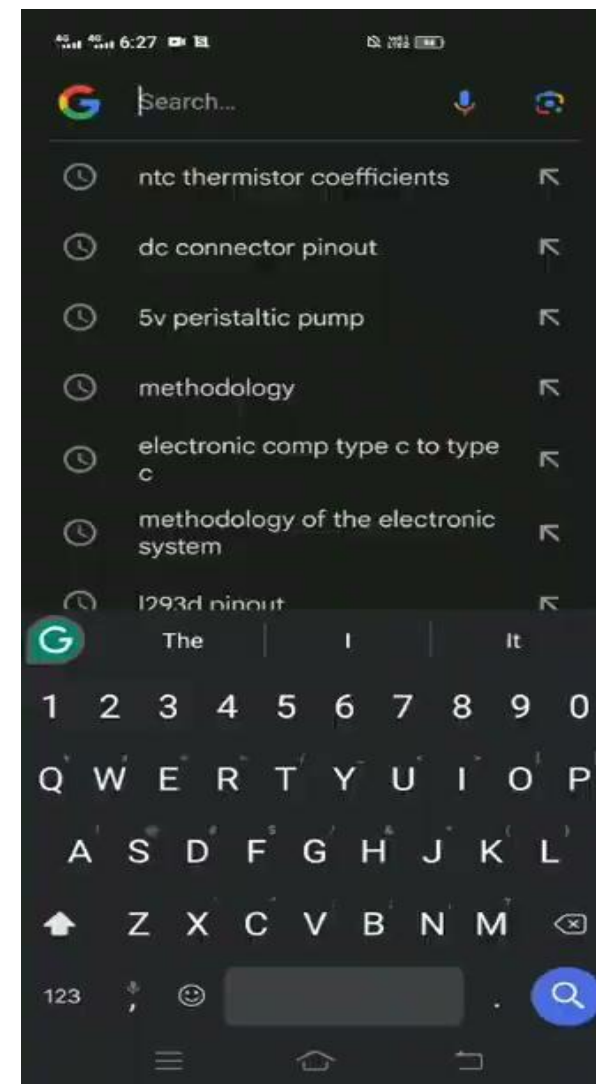 4G 4G 6:27
Search...
ntc thermistor coefficients
dc connector pinout
5v peristaltic pump
methodology
electronic comp type c to type
c
methodology of the electronic
system
l293d pinout
The I It
1 2 3 4 5 6 7 8 9 0
Q W E R T Y U I O P
A S D F G H J K L
Z X C V B N M
123 , .